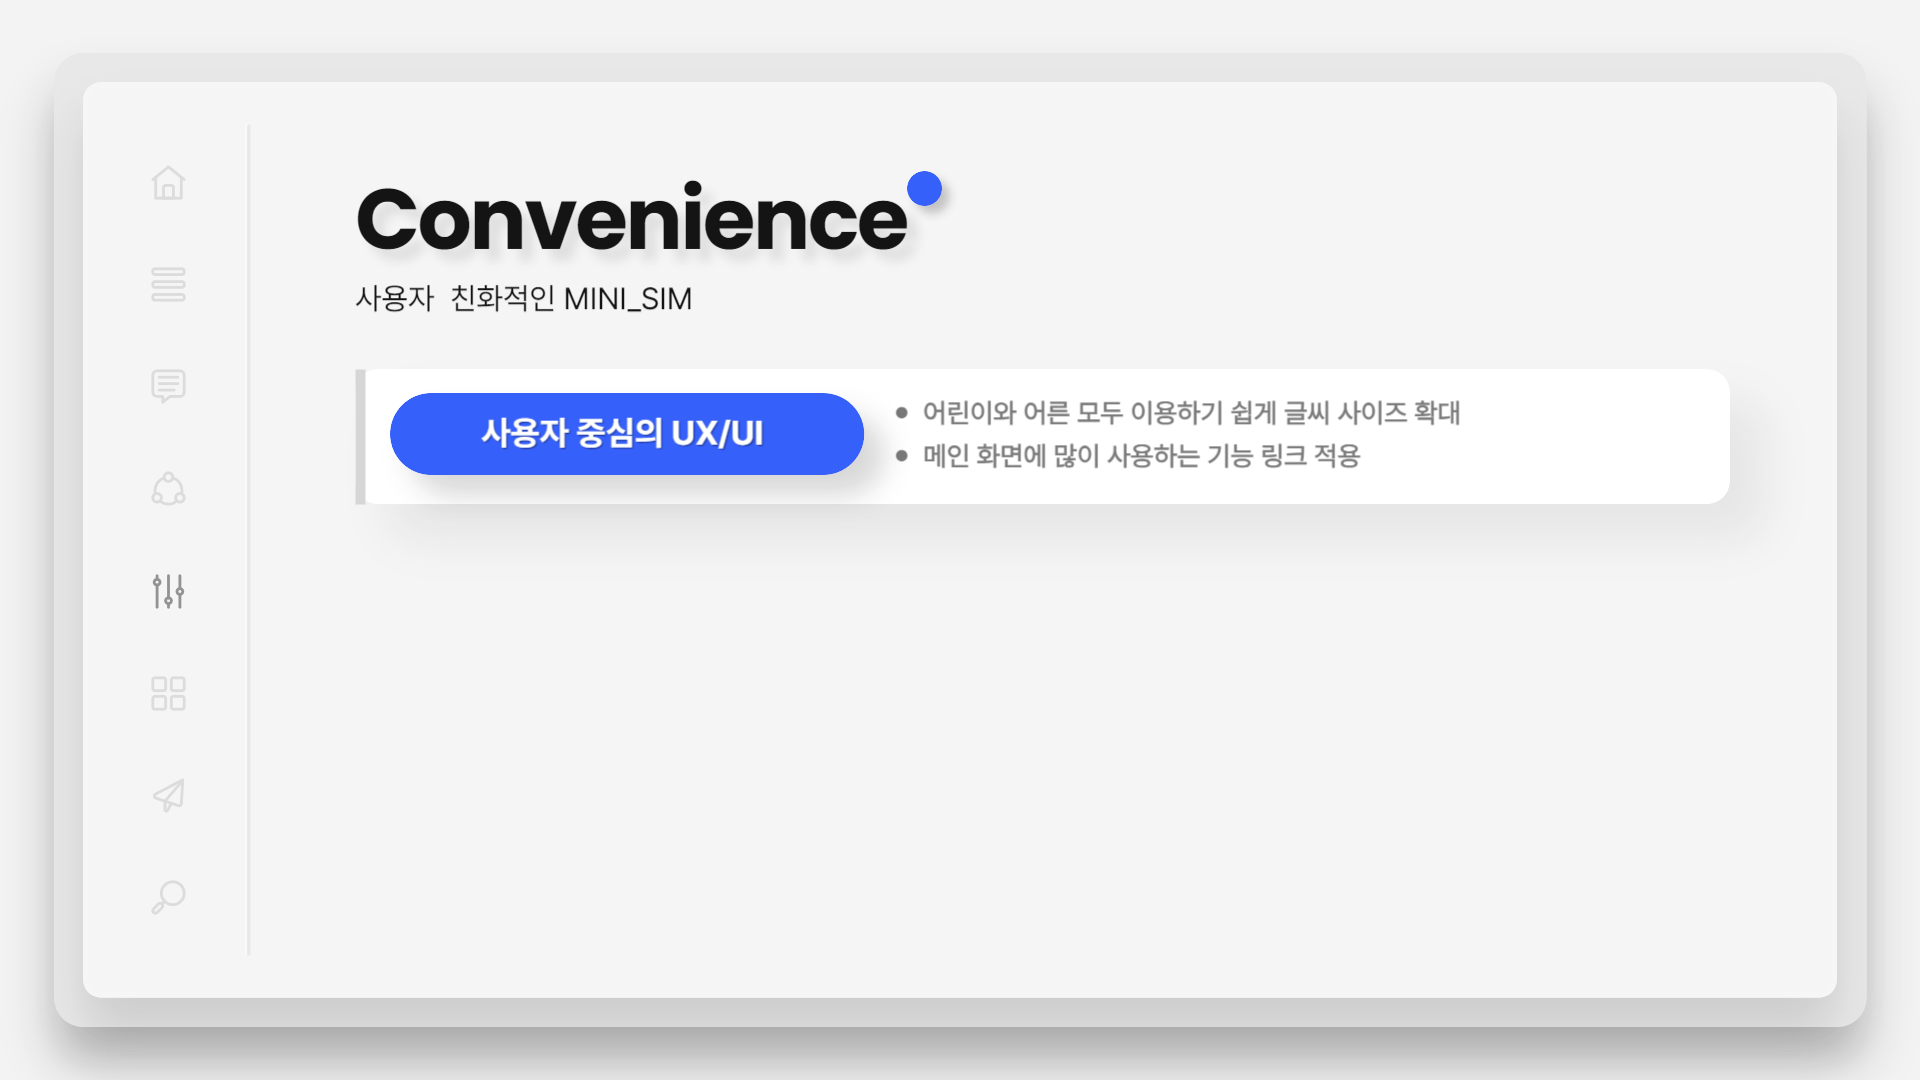 Convenience
사용자 친화적인 MINI_SIM
사용자 중심의 UX/UI
● 어린이와 어른 모두 이용하기 쉽게 글씨 사이즈 확대
● 메인 화면에 많이 사용하는 기능 링크 적용